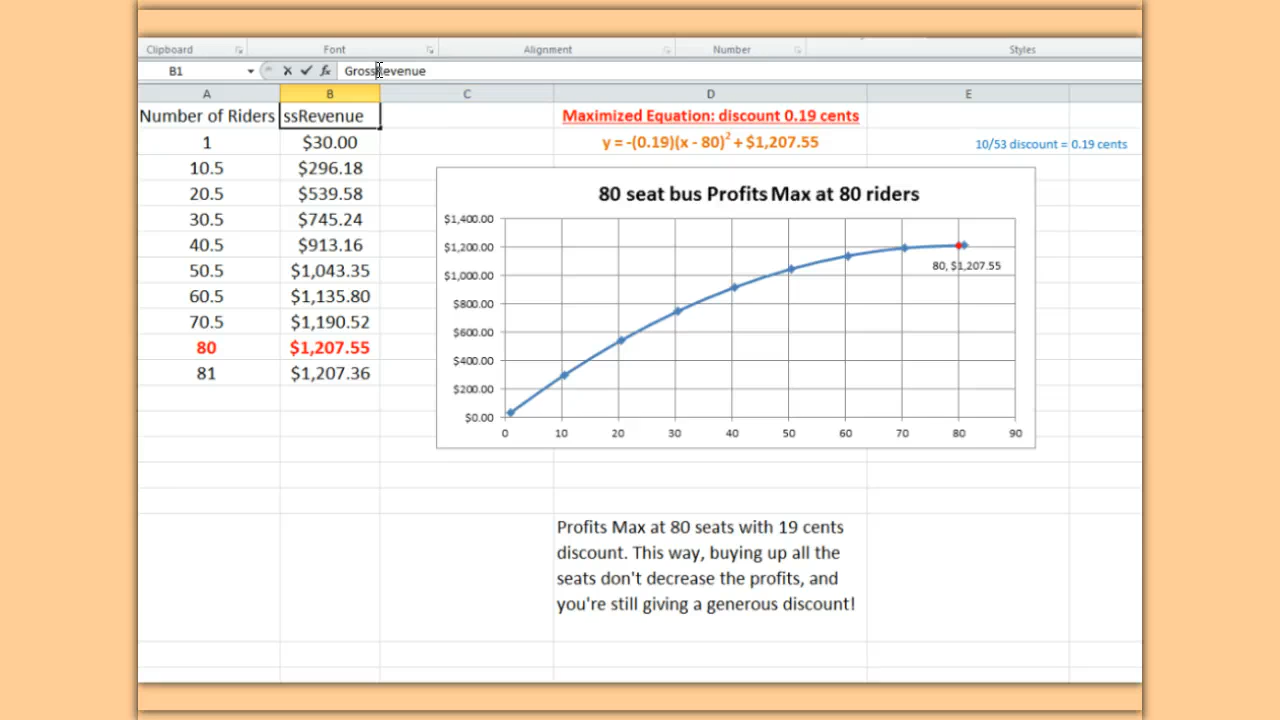 Clipboard Font Alignment Number Styles
B1 fx GrossRevenue
A B C D E
Number of Riders ssRevenue Maximized Equation: discount 0.19 cents
1 $30.00 y = -(0.19)(x - 80)² + $1,207.55 10/53 discount = 0.19 cents
10.5 $296.18
20.5 $539.58
30.5 $745.24
40.5 $913.16
50.5 $1,043.35
60.5 $1,135.80
70.5 $1,190.52
80 $1,207.55
81 $1,207.36
80 seat bus Profits Max at 80 riders
$1,400.00
$1,200.00
$1,000.00
$800.00
$600.00
$400.00
$200.00
$0.00
80, $1,207.55
0 10 20 30 40 50 60 70 80 90
Profits Max at 80 seats with 19 cents
discount. This way, buying up all the
seats don't decrease the profits, and
you're still giving a generous discount!